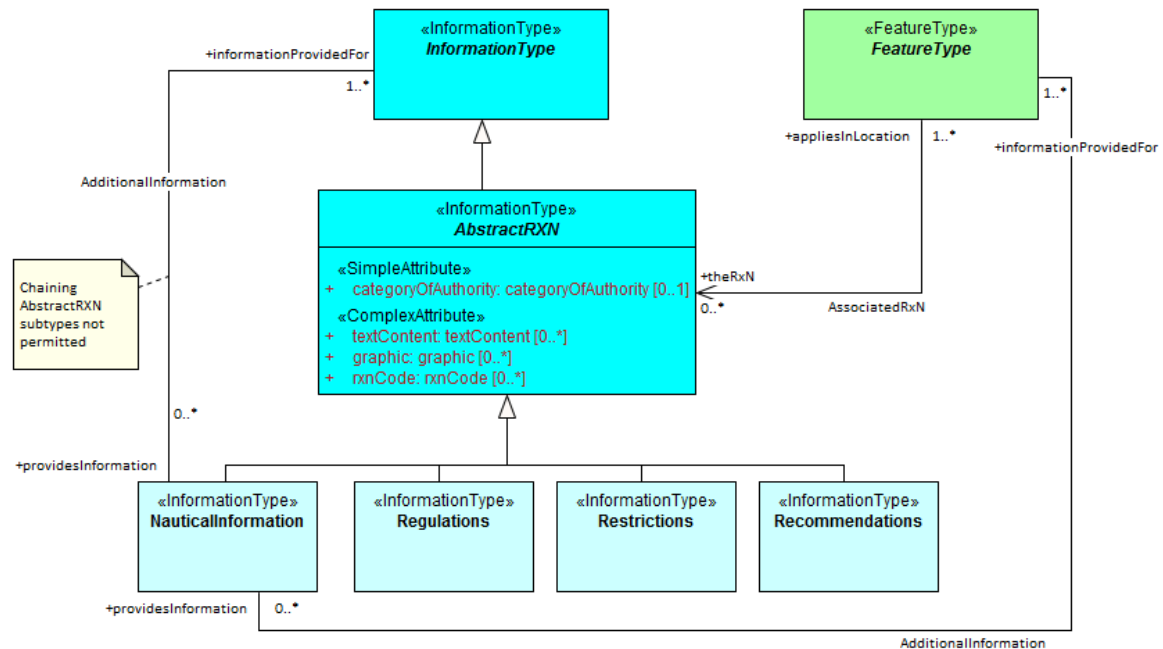 «InformationType»
InformationType
«FeatureType»
FeatureType
+informationProvidedFor
1..*
1..*
+appliesInLocation
1..*
+informationProvidedFor
AdditionalInformation
«InformationType»
AbstractRXN
«SimpleAttribute»
+ categoryOfAuthority: categoryOfAuthority [0..1]
«ComplexAttribute»
+ textContent: textContent [0..*]
+ graphic: graphic [0..*]
+ rxnCode: rxnCode [0..*]
+theRxN
0..*
AssociatedRxN
Chaining
AbstractRXN
subtypes not
permitted
0..*
+providesInformation
«InformationType»
NauticalInformation
«InformationType»
Regulations
«InformationType»
Restrictions
«InformationType»
Recommendations
+providesInformation
0..*
AdditionalInformation